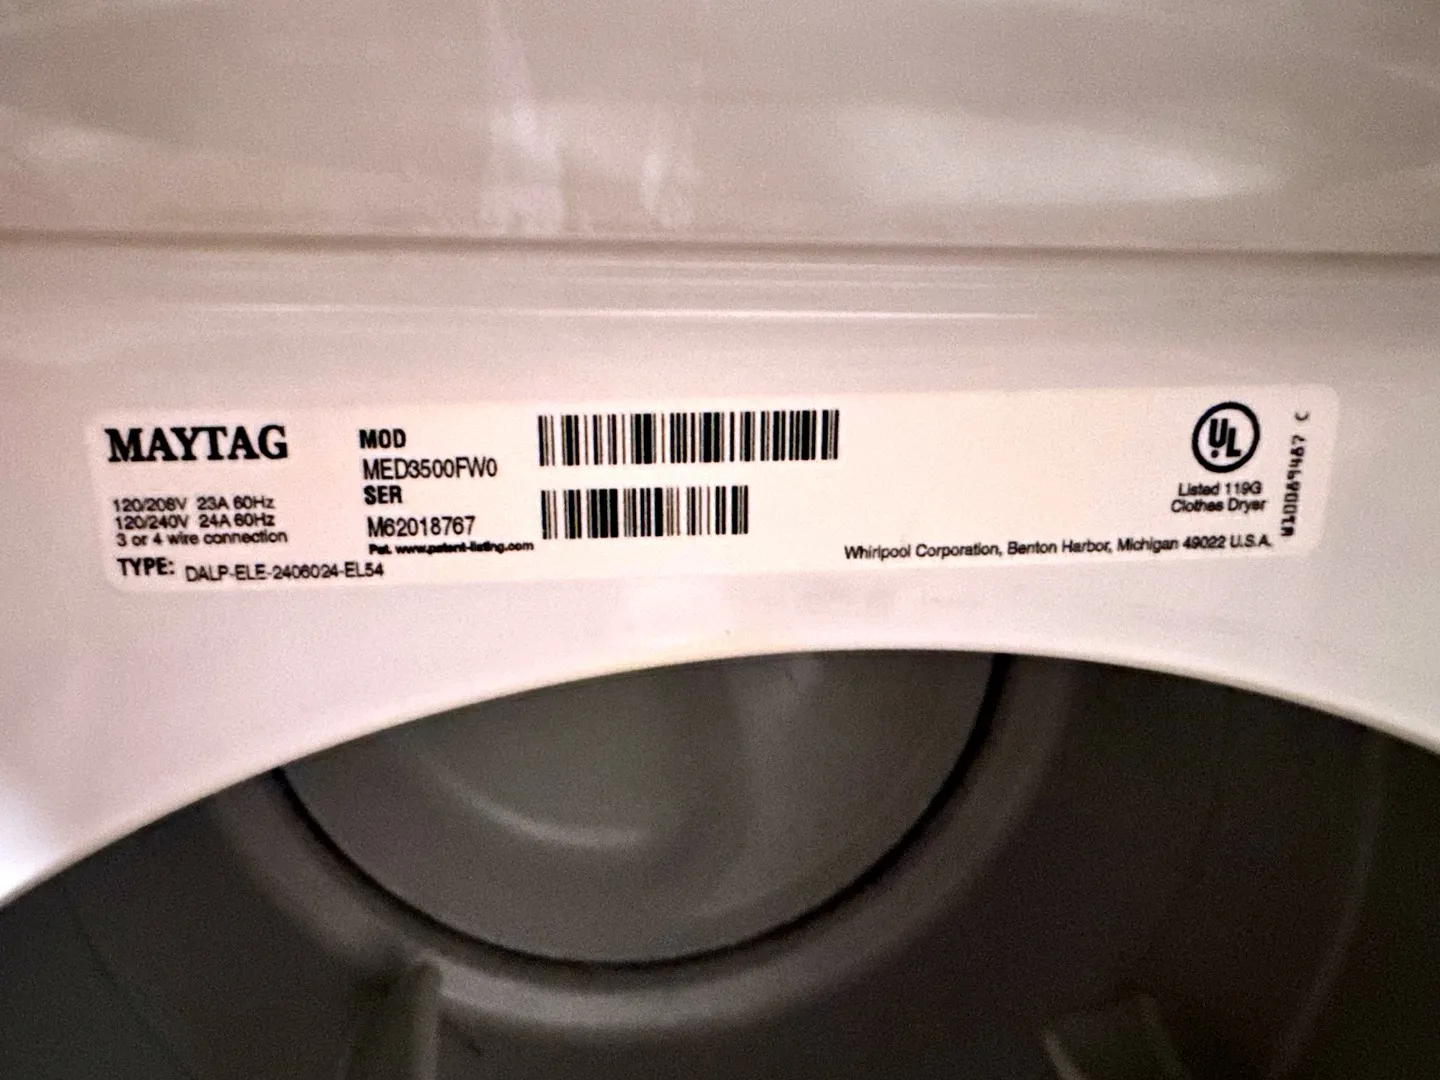 MAYTAG
120/208V 23A 60Hz
120/240V 24A 60Hz
3 or 4 wire connection
TYPE: DALP-ELE-2406024-EL54
MOD
MED3500FW0
SER
M62018767
Pat. www.patent-listing.com
UL
Listed 119G
Clothes Dryer
Whirlpool Corporation, Benton Harbor, Michigan 49022 U.S.A.
W10069467 C